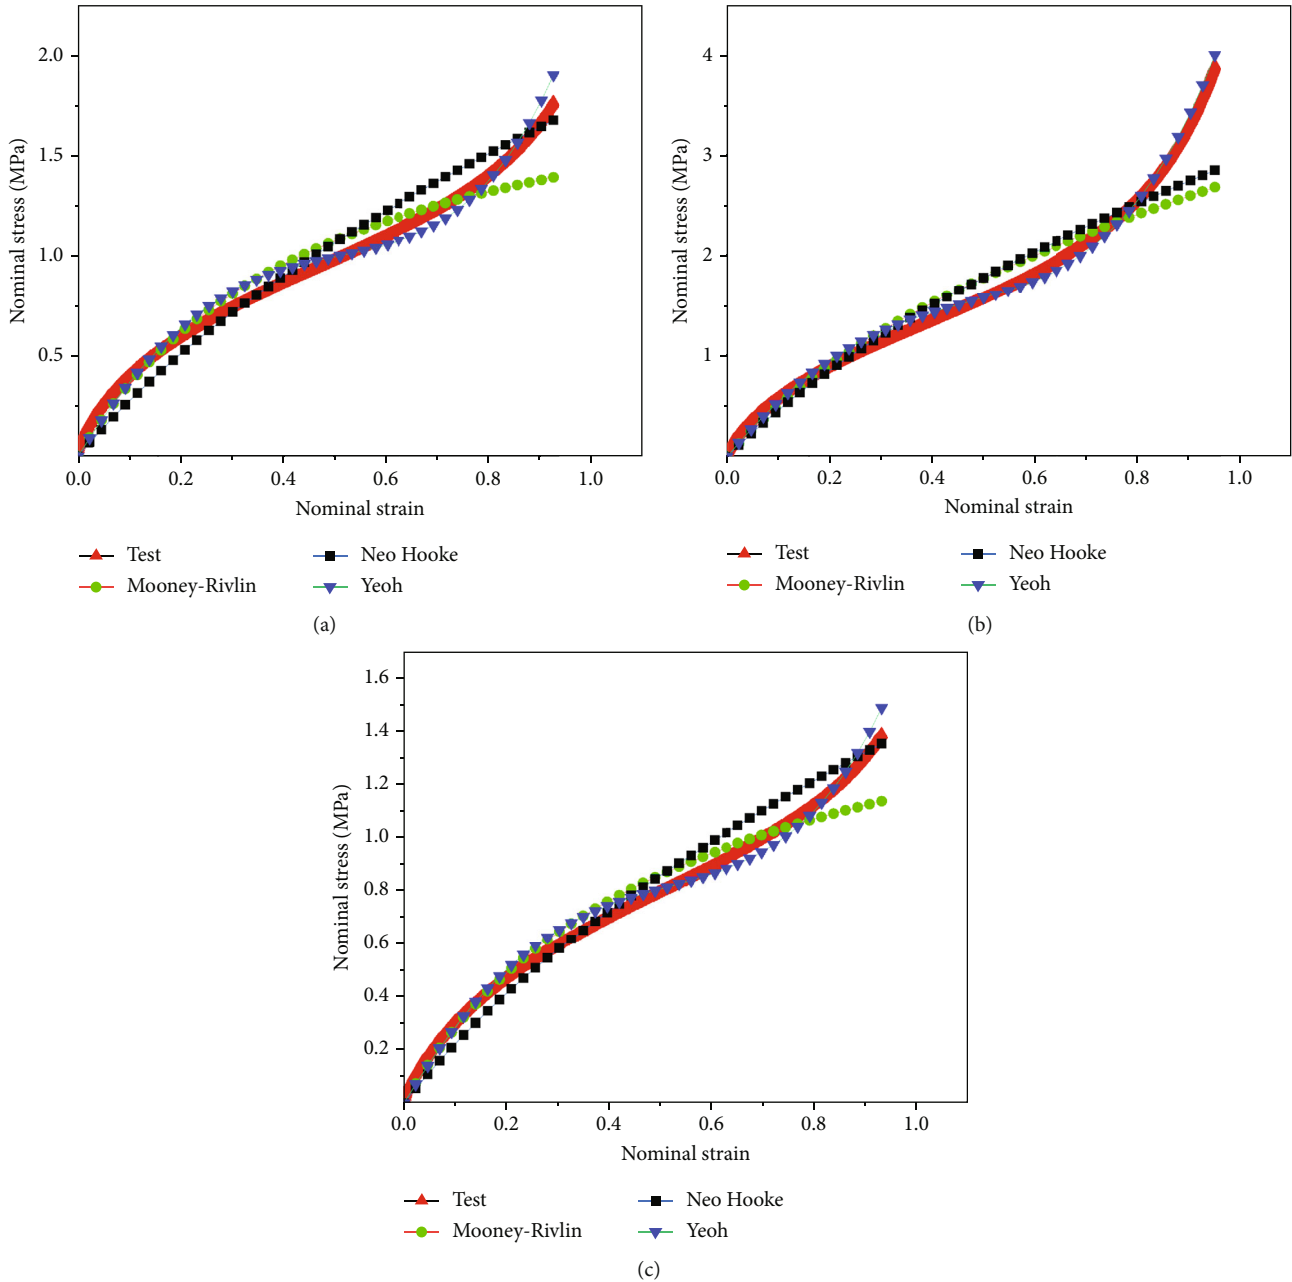 2.0
1.5
1.0
0.5
Nominal stress (MPa)
0.0 0.2 0.4 0.6 0.8 1.0
Nominal strain
Test Neo Hooke
Mooney-Rivlin Yeoh
(a)
4
3
2
1
Nominal stress (MPa)
0.0 0.2 0.4 0.6 0.8 1.0
Nominal strain
Test Neo Hooke
Mooney-Rivlin Yeoh
(b)
1.6
1.4
1.2
1.0
0.8
0.6
0.4
0.2
Nominal stress (MPa)
0.0 0.2 0.4 0.6 0.8 1.0
Nominal strain
Test Neo Hooke
Mooney-Rivlin Yeoh
(c)